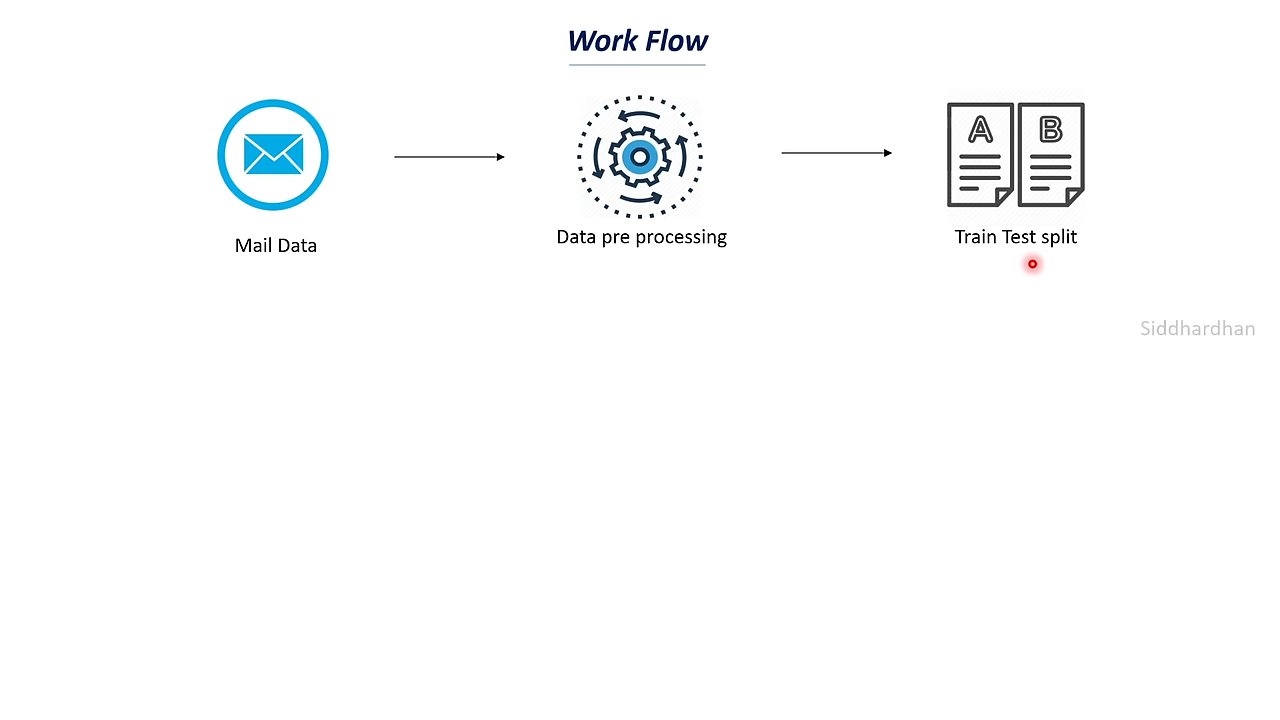 Work Flow
A B
Mail Data
Data pre processing
Train Test split
Siddhardhan